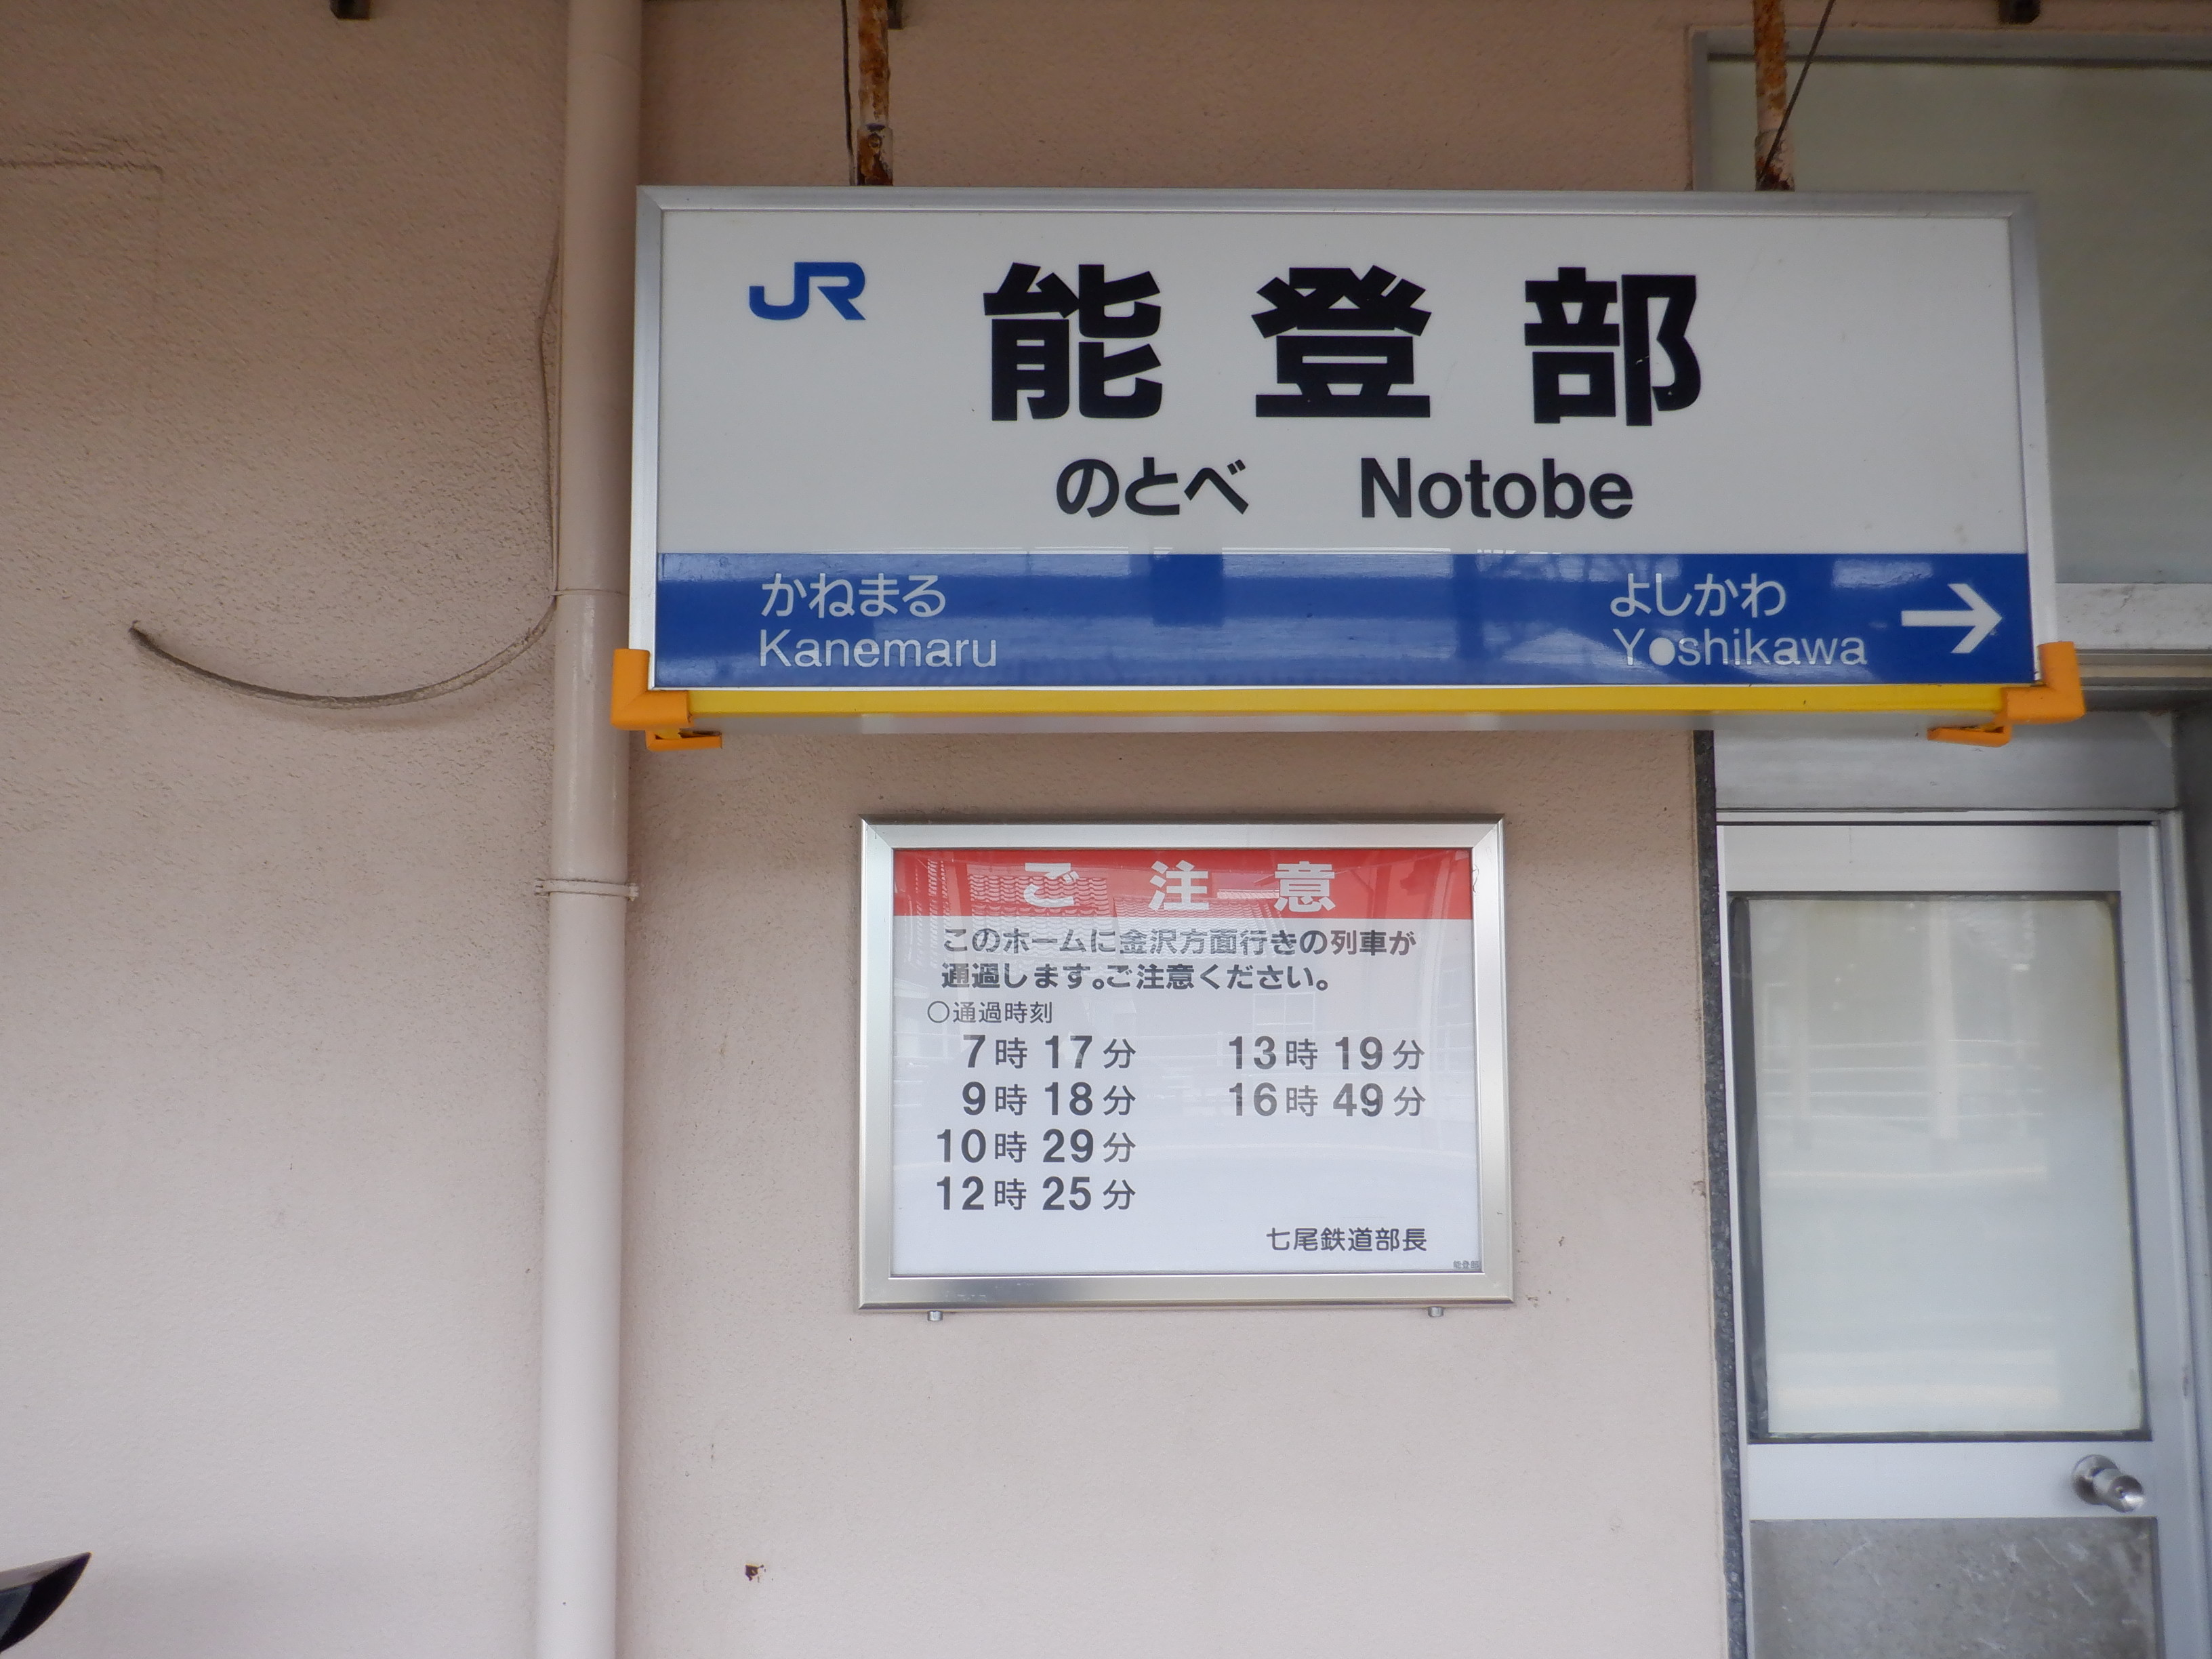 JR 能登部
のとべ Notobe
かねまる よしかわ
Kanemaru Yoshikawa
ご注意
このホームに金沢方面行きの列車が
通過します。ご注意ください。
○通過時刻
7時17分 13時19分
9時18分 16時49分
10時29分
12時25分
七尾鉄道部長
能登部